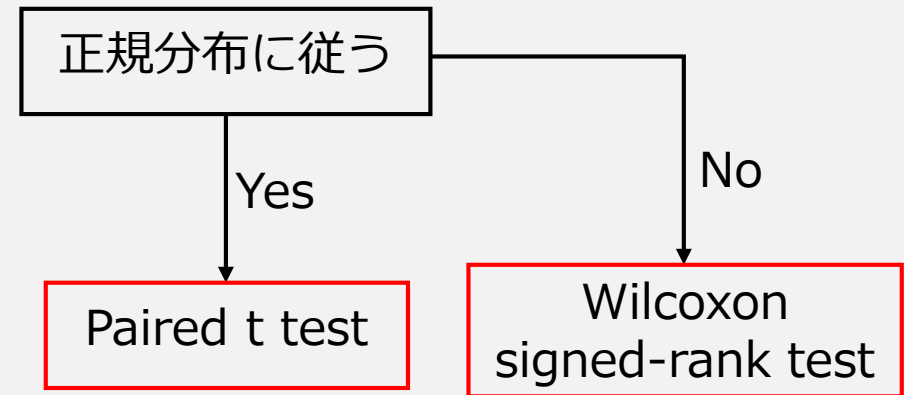 正規分布に従う
Yes
No
Paired t test
Wilcoxon
signed-rank test